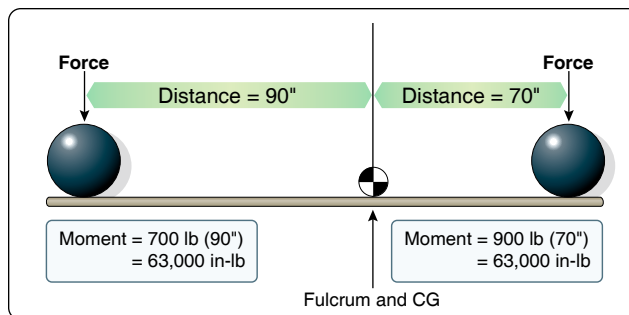 Force
Force
Distance = 90"
Distance = 70"
Moment = 700 lb (90")
= 63,000 in-lb
Moment = 900 lb (70")
= 63,000 in-lb
Fulcrum and CG